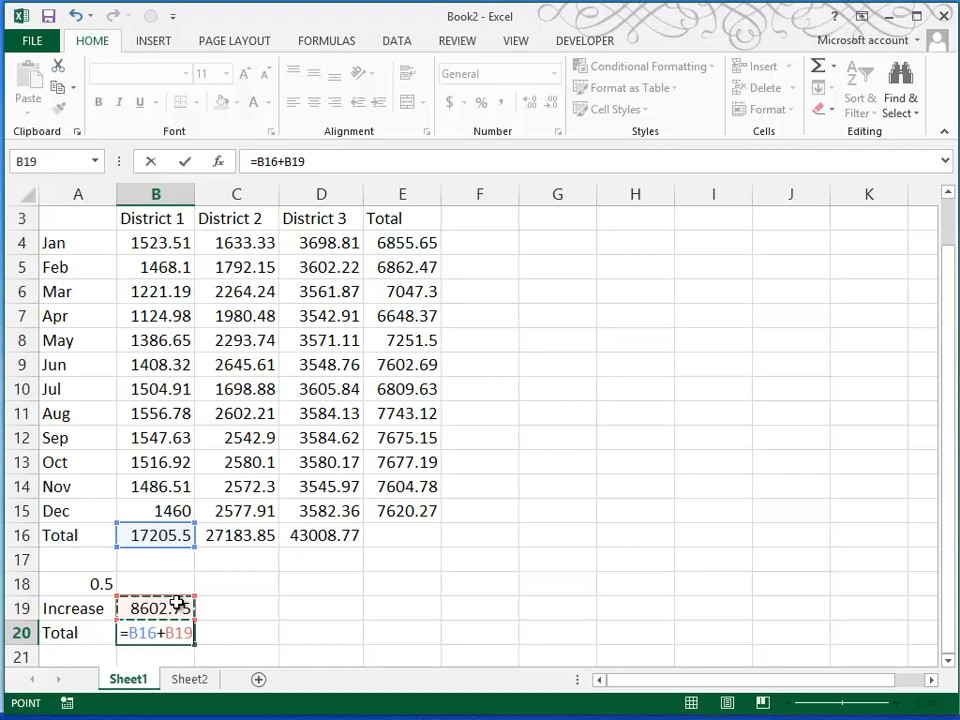 Book2 - Excel
FILE HOME INSERT PAGE LAYOUT FORMULAS DATA REVIEW VIEW DEVELOPER Microsoft account
11 General Conditional Formatting Insert
Paste Format as Table Delete Sort & Find &
B I U A $ % , Cell Styles Format Filter Select
Clipboard Font Alignment Number Styles Cells Editing
B19 =B16+B19
A B C D E F G H I J K
3 District 1 District 2 District 3 Total
4 Jan 1523.51 1633.33 3698.81 6855.65
5 Feb 1468.1 1792.15 3602.22 6862.47
6 Mar 1221.19 2264.24 3561.87 7047.3
7 Apr 1124.98 1980.48 3542.91 6648.37
8 May 1386.65 2293.74 3571.11 7251.5
9 Jun 1408.32 2645.61 3548.76 7602.69
10 Jul 1504.91 1698.88 3605.84 6809.63
11 Aug 1556.78 2602.21 3584.13 7743.12
12 Sep 1547.63 2542.9 3584.62 7675.15
13 Oct 1516.92 2580.1 3580.17 7677.19
14 Nov 1486.51 2572.3 3545.97 7604.78
15 Dec 1460 2577.91 3582.36 7620.27
16 Total 17205.5 27183.85 43008.77
17
18 0.5
19 Increase 8602.75
20 Total =B16+B19
21
Sheet1 Sheet2
POINT